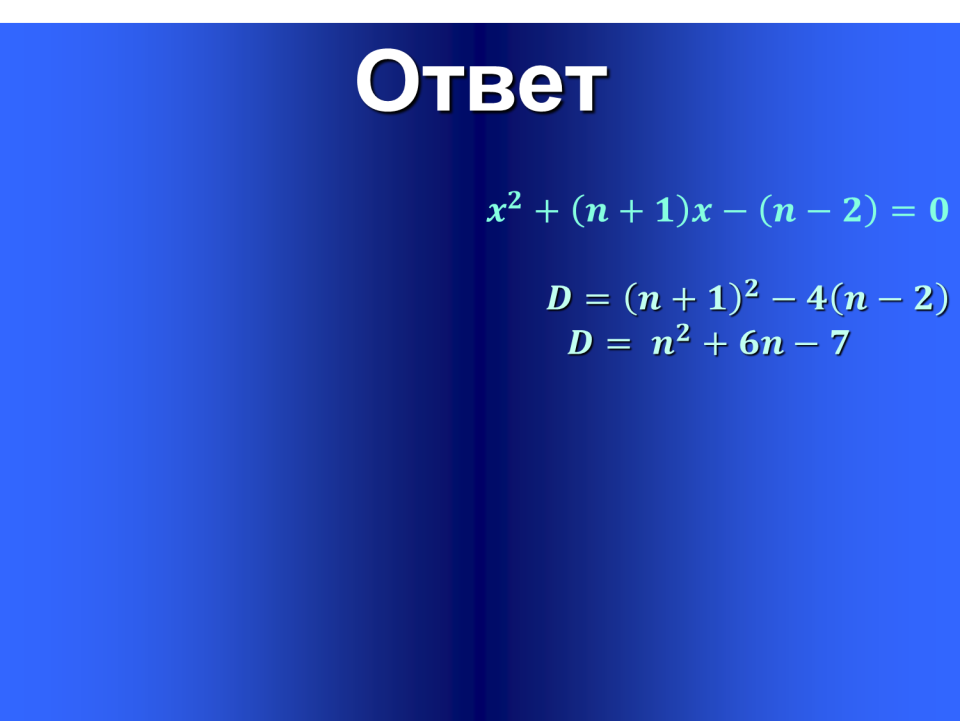 Ответ
𝒙² + (𝒏 + 𝟏)𝒙 − (𝒏 − 𝟐) = 𝟎
𝑫 = (𝒏 + 𝟏)² − 𝟒(𝒏 − 𝟐)
𝑫 = 𝒏² + 𝟔𝒏 − 𝟕